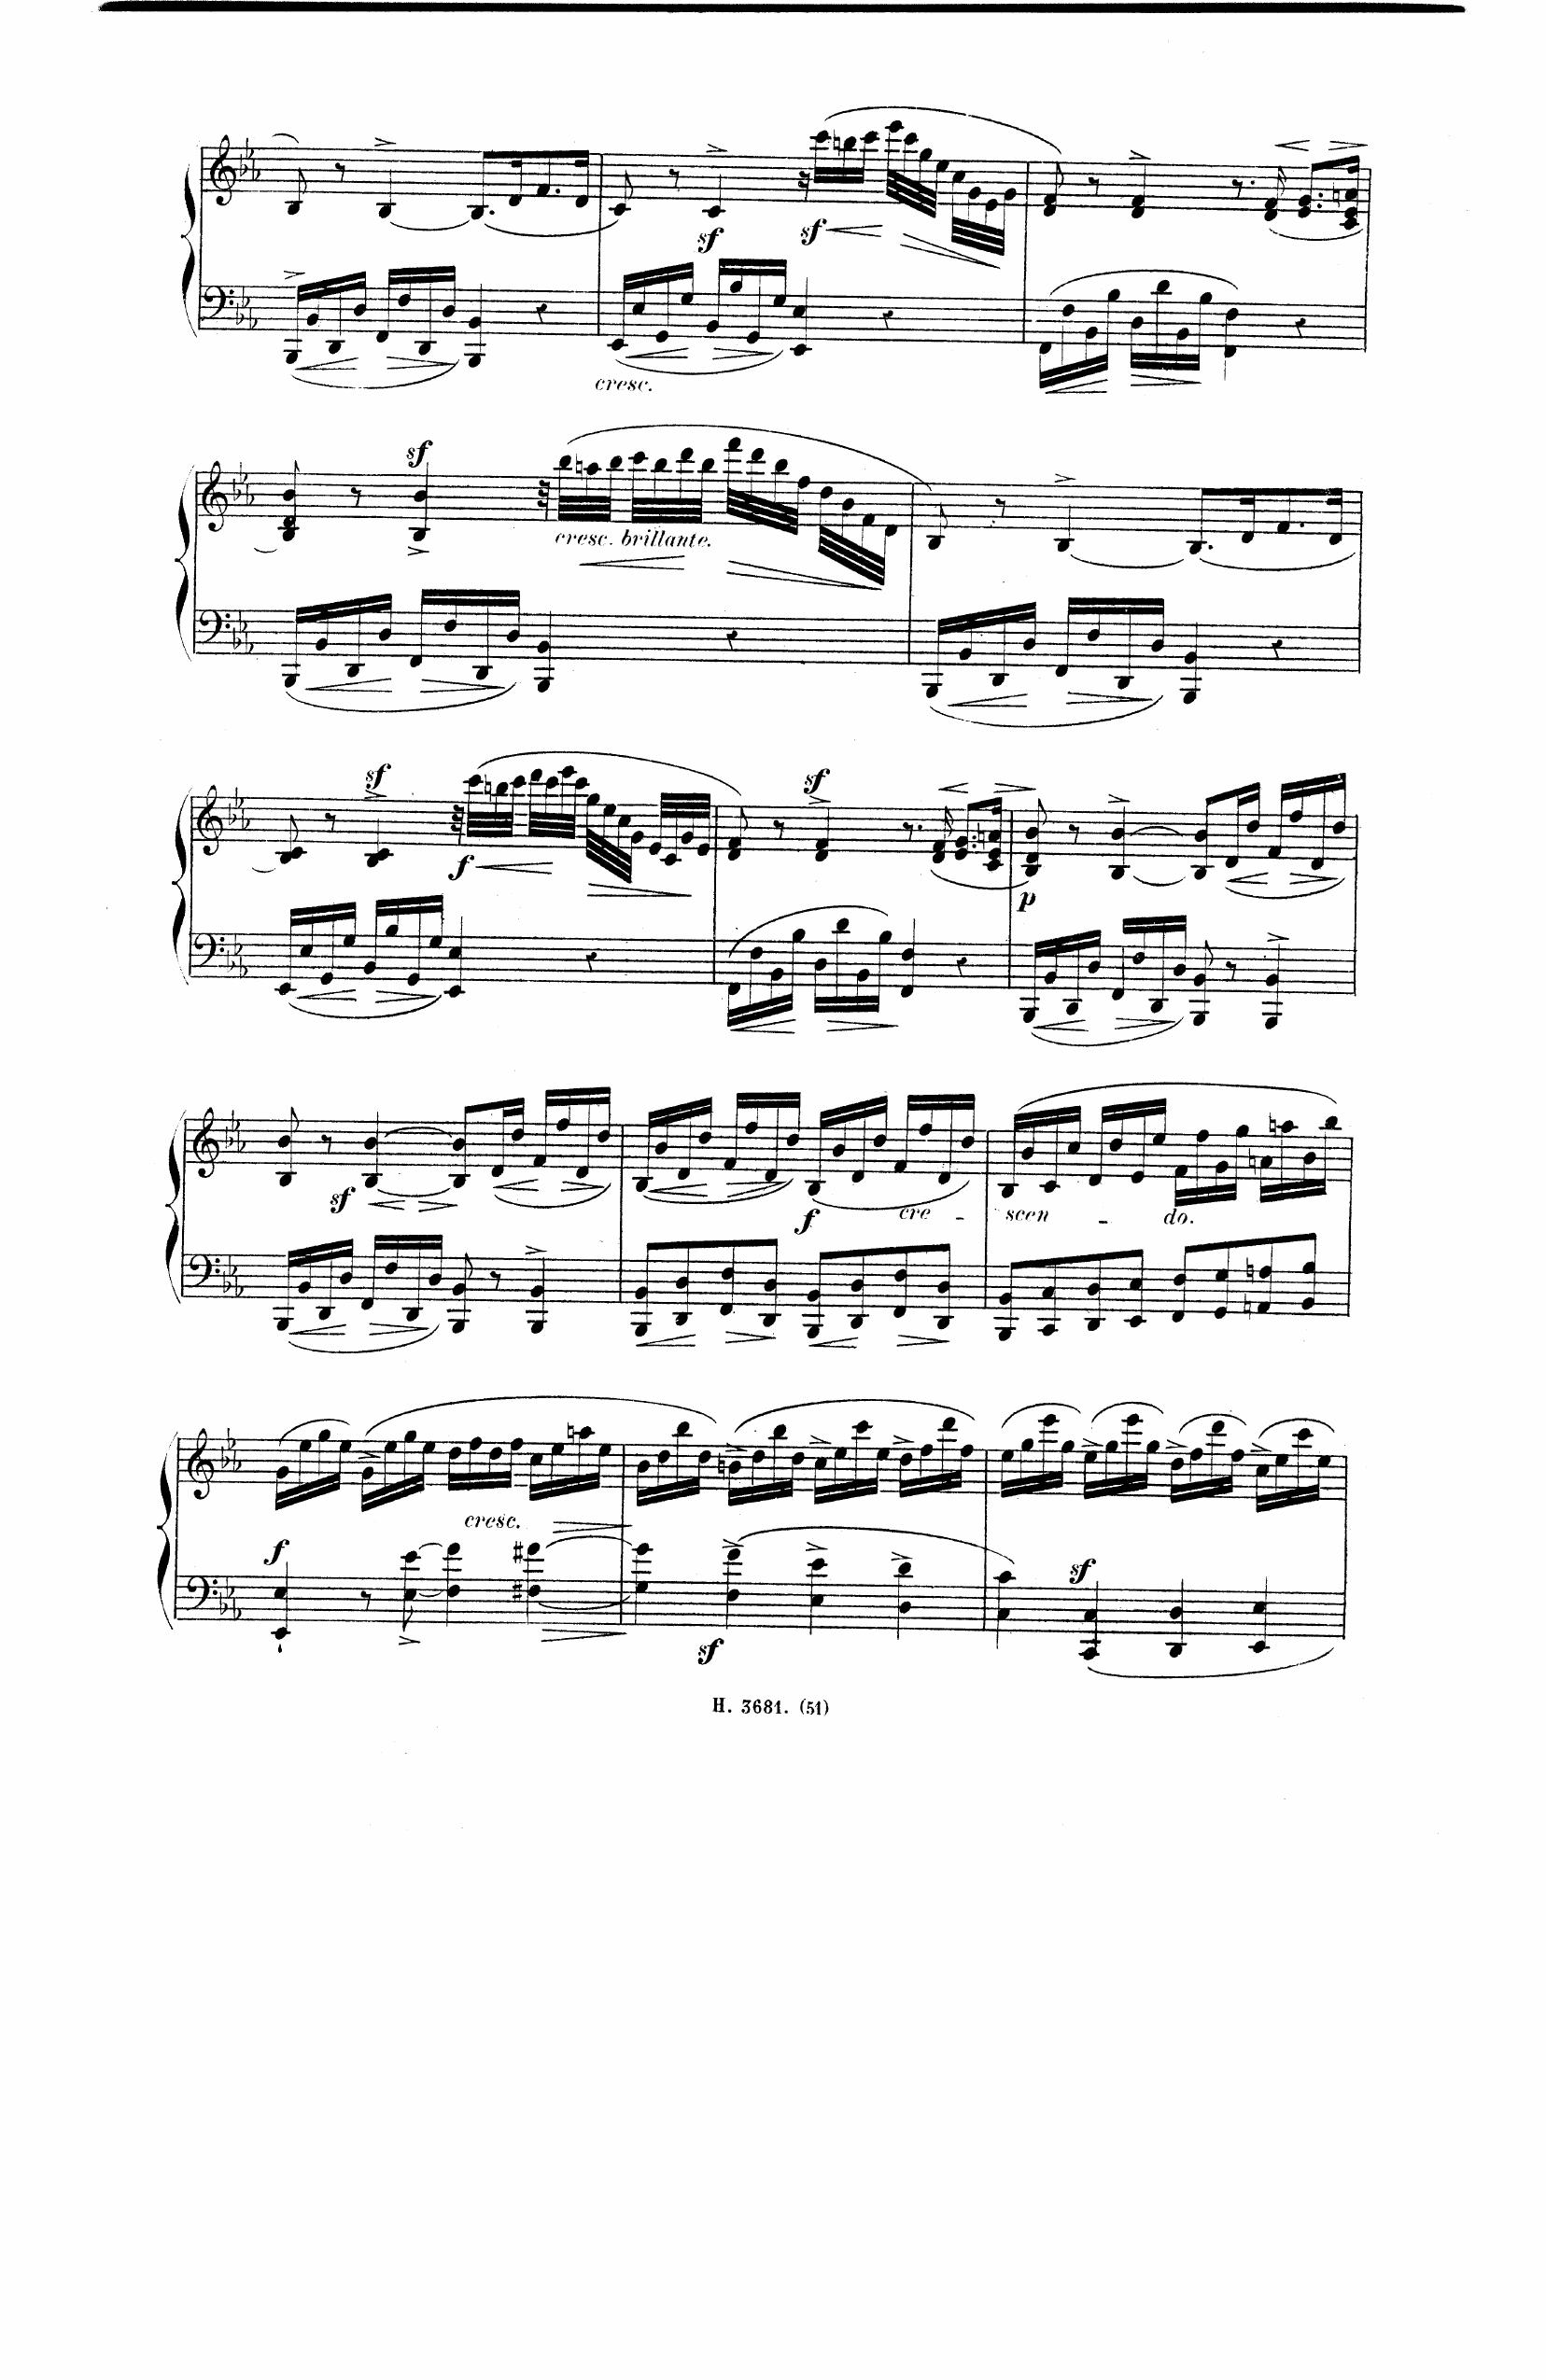 sf sf
cresc.
sf
cresc. brillante.
sf sf
f
p
sf f cre - scen - do.
cresc.
f sf
sf
H. 3681. (51)